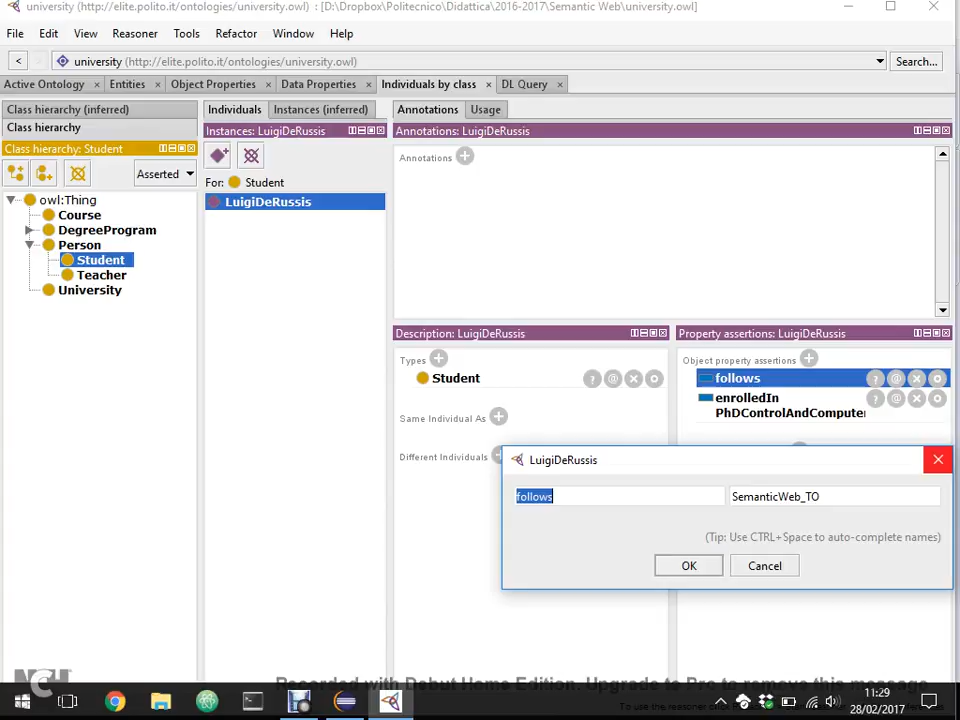 university (http://elite.polito.it/ontologies/university.owl) : [D:\Dropbox\Politecnico\Didattica\2016-2017\Semantic Web\university.owl]
File Edit View Reasoner Tools Refactor Window Help
< university (http://elite.polito.it/ontologies/university.owl) Search...
Active Ontology × Entities × Object Properties × Data Properties × Individuals by class × DL Query ×
Class hierarchy (inferred)
Class hierarchy
Class hierarchy: Student
Asserted
owl:Thing
Course
DegreeProgram
Person
Student
Teacher
University
Individuals Instances (inferred)
Instances: LuigiDeRussis
For: Student
LuigiDeRussis
Annotations Usage
Annotations: LuigiDeRussis
Annotations
Description: LuigiDeRussis
Types
Student
Same Individual As
Different Individuals
Property assertions: LuigiDeRussis
Object property assertions
follows
enrolledIn
PhDControlAndComputer
LuigiDeRussis
follows SemanticWeb_TO
(Tip: Use CTRL+Space to auto-complete names)
OK Cancel
NCH
Recorded with Debut Home Edition. Upgrade to Pro to remove this message
To use the reasoner click
11:29
28/02/2017